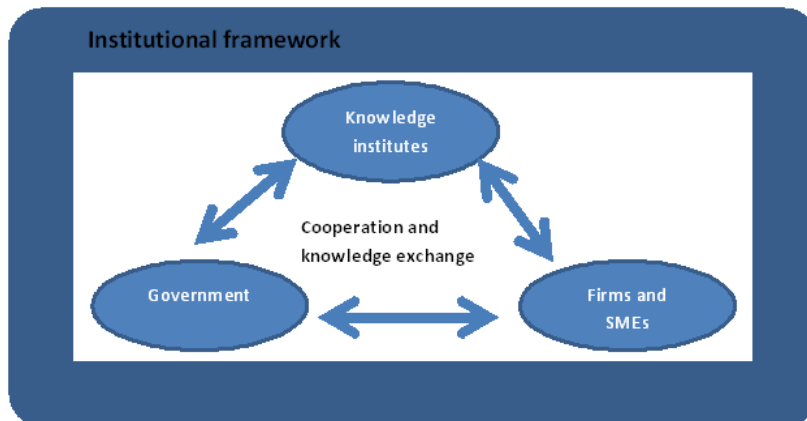 Institutional framework
Knowledge
institutes
Cooperation and
knowledge exchange
Government
Firms and
SMEs